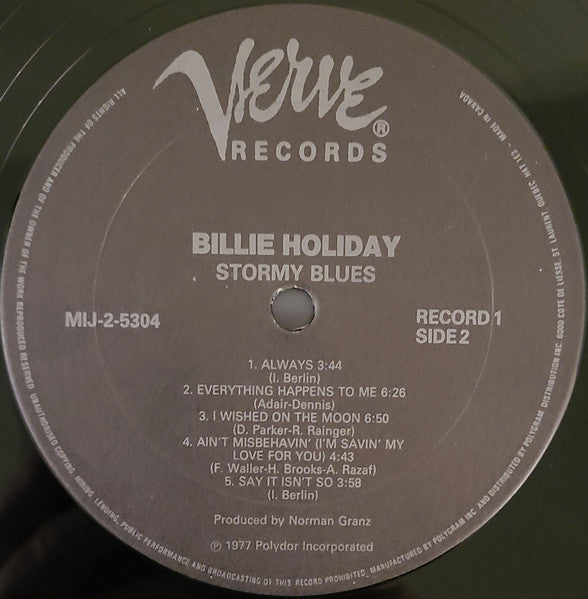 Verve®
RECORDS
BILLIE HOLIDAY
STORMY BLUES
MIJ-2-5304
RECORD 1
SIDE 2
1. ALWAYS 3:44
(I. Berlin)
2. EVERYTHING HAPPENS TO ME 6:26
(Adair-Dennis)
3. I WISHED ON THE MOON 6:50
(D. Parker-R. Rainger)
4. AIN'T MISBEHAVIN' (I'M SAVIN' MY
LOVE FOR YOU) 4:43
(F. Waller-H. Brooks-A. Razaf)
5. SAY IT ISN'T SO 3:58
(I. Berlin)
Produced by Norman Granz
℗ 1977 Polydor Incorporated
ALL RIGHTS OF THE PRODUCER AND OF THE OWNER OF THE WORK REPRODUCED RESERVED. UNAUTHORISED COPYING, HIRING, LENDING, PUBLIC PERFORMANCE AND BROADCASTING OF THIS RECORD PROHIBITED. MANUFACTURED BY POLYGRAM INC. AND DISTRIBUTED BY POLYGRAM DISTRIBUTION INC. 6000 COTE DE LIESSE, ST. LAURENT QUEBEC H4T 1E3 - MADE IN CANADA